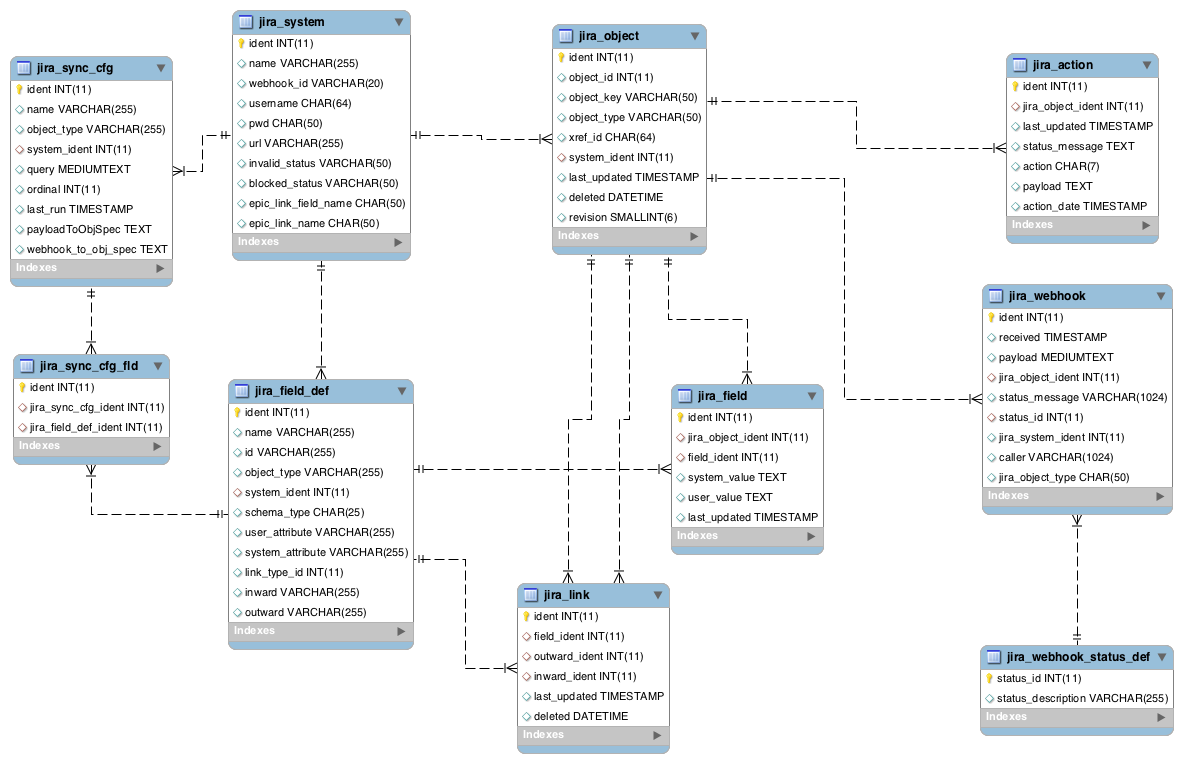 jira_sync_cfg
ident INT(11)
name VARCHAR(255)
object_type VARCHAR(255)
system_ident INT(11)
query MEDIUMTEXT
ordinal INT(11)
last_run TIMESTAMP
payloadToObjSpec TEXT
webhook_to_obj_spec TEXT
Indexes
jira_system
ident INT(11)
name VARCHAR(255)
webhook_id VARCHAR(20)
username CHAR(64)
pwd CHAR(50)
url VARCHAR(255)
invalid_status VARCHAR(50)
blocked_status VARCHAR(50)
epic_link_field_name CHAR(50)
epic_link_name CHAR(50)
Indexes
jira_object
ident INT(11)
object_id INT(11)
object_key VARCHAR(50)
object_type VARCHAR(50)
xref_id CHAR(64)
system_ident INT(11)
last_updated TIMESTAMP
deleted DATETIME
revision SMALLINT(6)
Indexes
jira_action
ident INT(11)
jira_object_ident INT(11)
last_updated TIMESTAMP
status_message TEXT
action CHAR(7)
payload TEXT
action_date TIMESTAMP
Indexes
jira_webhook
ident INT(11)
received TIMESTAMP
payload MEDIUMTEXT
jira_object_ident INT(11)
status_message VARCHAR(1024)
status_id INT(11)
jira_system_ident INT(11)
caller VARCHAR(1024)
jira_object_type CHAR(50)
Indexes
jira_sync_cfg_fld
ident INT(11)
jira_sync_cfg_ident INT(11)
jira_field_def_ident INT(11)
Indexes
jira_field_def
ident INT(11)
name VARCHAR(255)
id VARCHAR(255)
object_type VARCHAR(255)
system_ident INT(11)
schema_type CHAR(25)
user_attribute VARCHAR(255)
system_attribute VARCHAR(255)
link_type_id INT(11)
inward VARCHAR(255)
outward VARCHAR(255)
Indexes
jira_field
ident INT(11)
jira_object_ident INT(11)
field_ident INT(11)
system_value TEXT
user_value TEXT
last_updated TIMESTAMP
Indexes
jira_link
ident INT(11)
field_ident INT(11)
outward_ident INT(11)
inward_ident INT(11)
last_updated TIMESTAMP
deleted DATETIME
Indexes
jira_webhook_status_def
status_id INT(11)
status_description VARCHAR(255)
Indexes